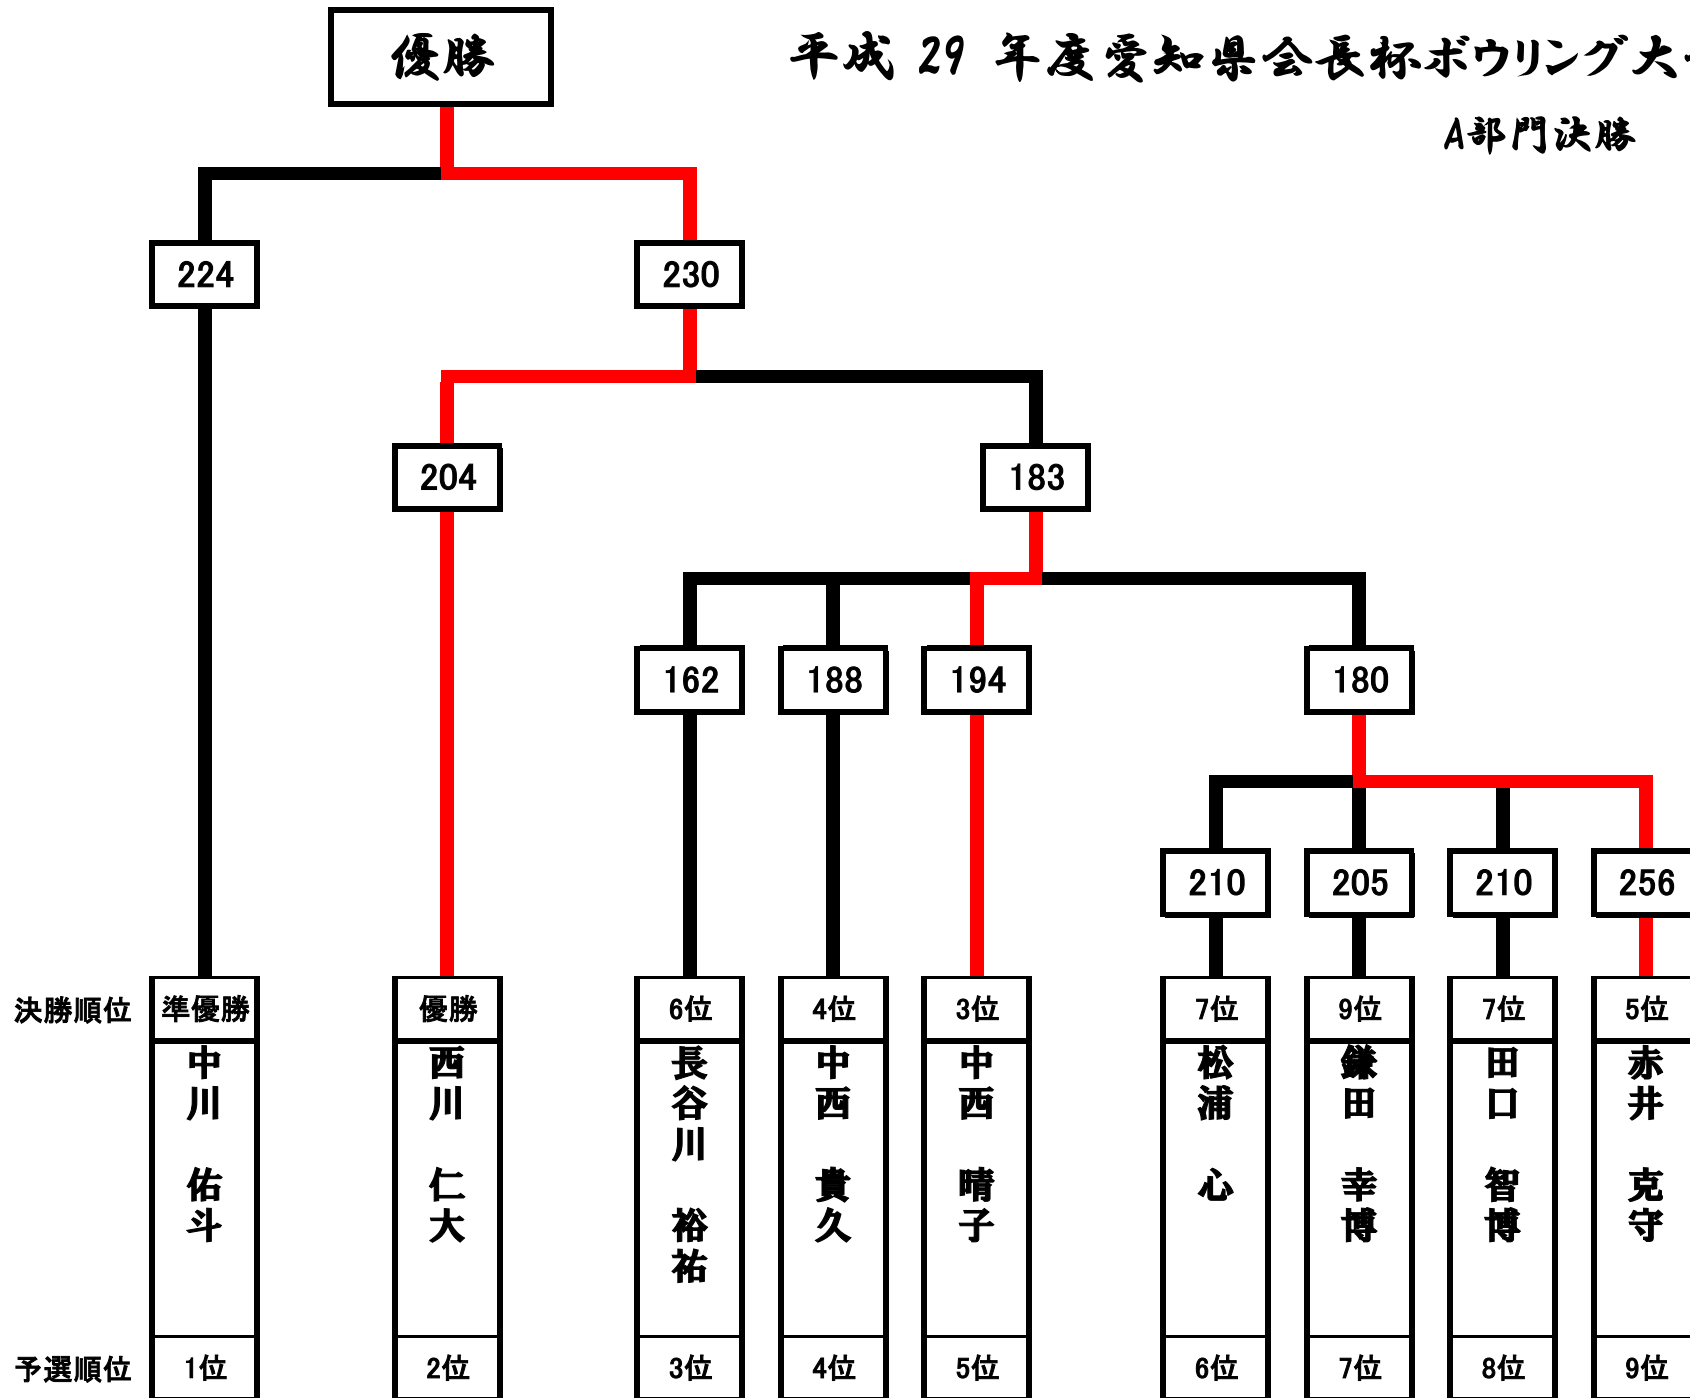 優勝
平成 29 年度愛知県会長杯ボウリング大
A部門決勝
224
230
204
183
162
188
194
180
210
205
210
256
決勝順位
準優勝
優勝
6位
4位
3位
7位
9位
7位
5位
中川 佑斗
西川 仁大
長谷川 裕祐
中西 貴久
中西 晴子
松浦 心
鎌田 幸博
田口 智博
赤井 克守
予選順位
1位
2位
3位
4位
5位
6位
7位
8位
9位